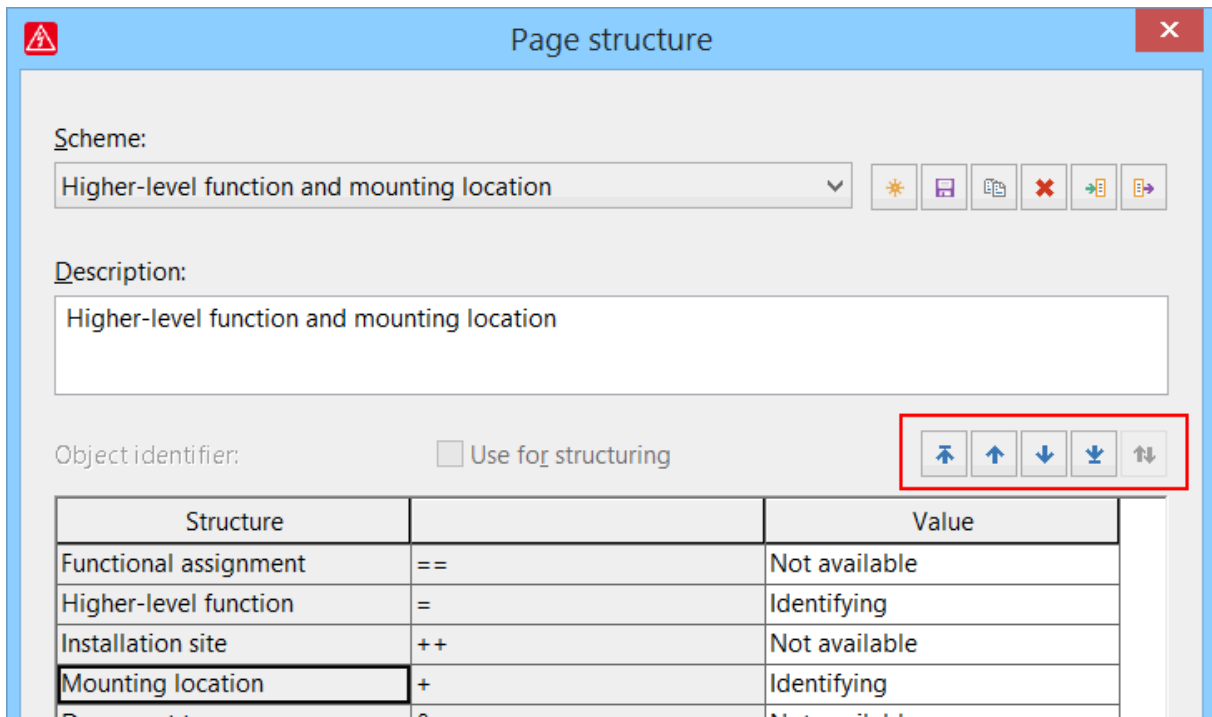 Page structure
Scheme:
Higher-level function and mounting location
Description:
Higher-level function and mounting location
Object identifier: Use for structuring
Structure Value
Functional assignment == Not available
Higher-level function = Identifying
Installation site ++ Not available
Mounting location + Identifying